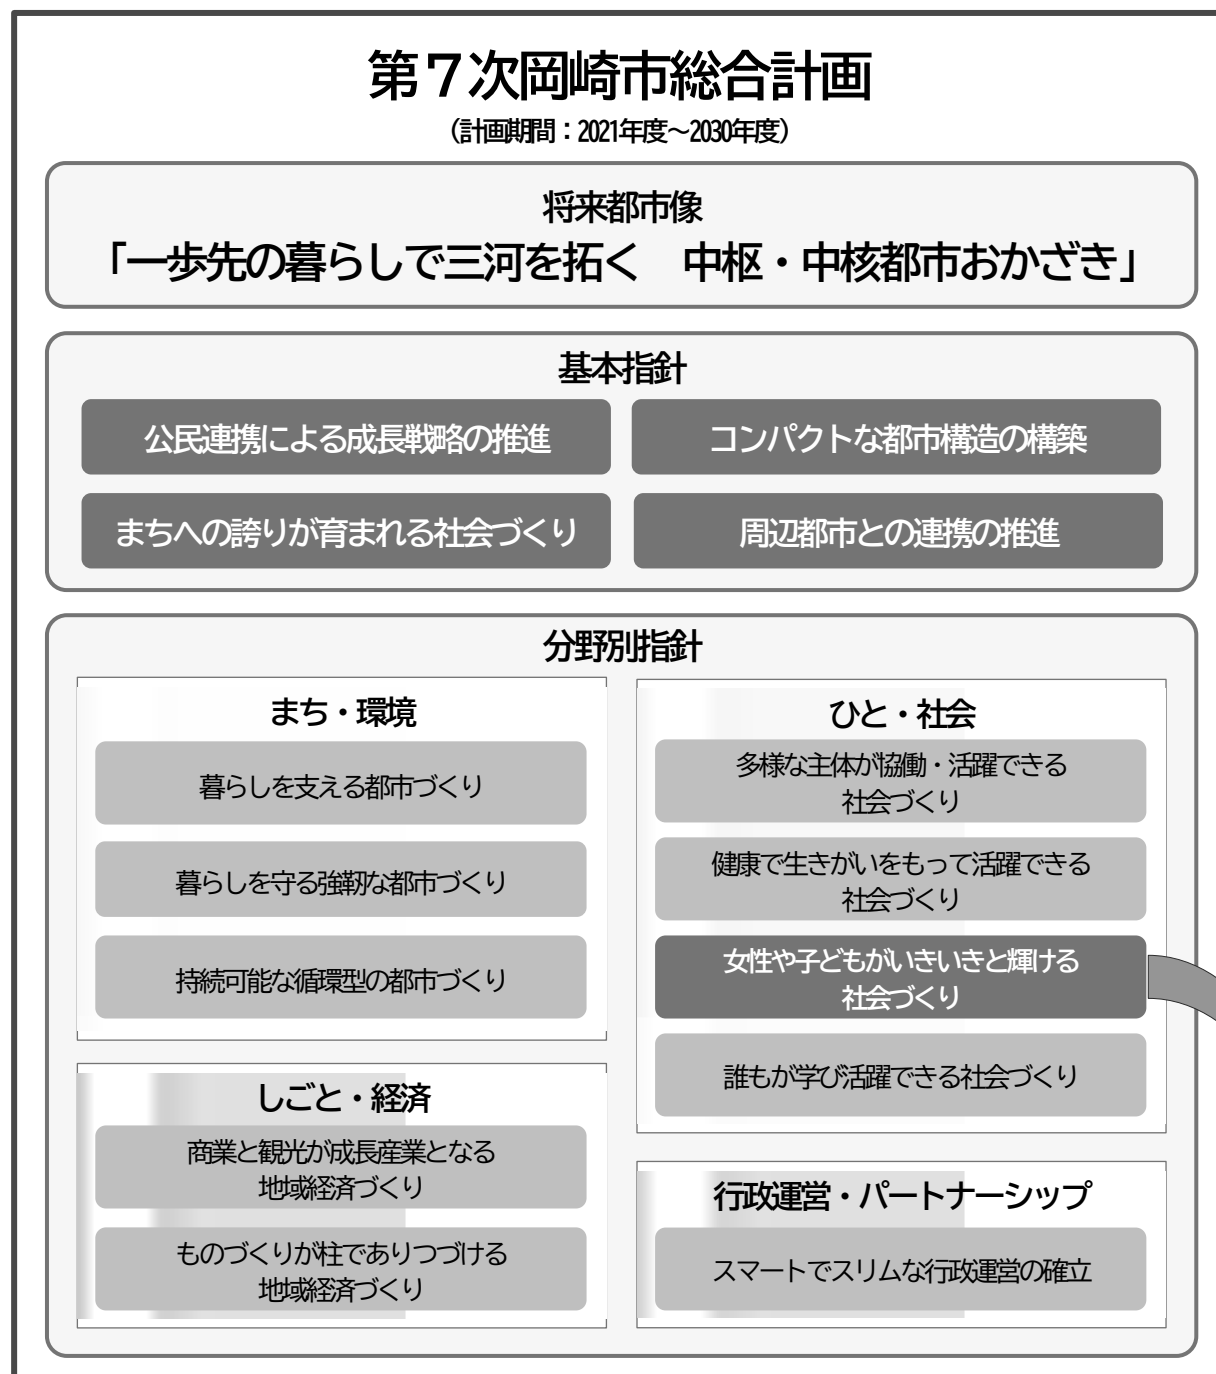 第７次岡崎市総合計画
（計画期間：2021年度～2030年度）
将来都市像
「一歩先の暮らしで三河を拓く　中枢・中核都市おかざき」
基本指針
公民連携による成長戦略の推進
コンパクトな都市構造の構築
まちへの誇りが育まれる社会づくり
周辺都市との連携の推進
分野別指針
まち・環境
暮らしを支える都市づくり
暮らしを守る強靭な都市づくり
持続可能な循環型の都市づくり
しごと・経済
商業と観光が成長産業となる
地域経済づくり
ものづくりが柱でありつづける
地域経済づくり
ひと・社会
多様な主体が協働・活躍できる
社会づくり
健康で生きがいをもって活躍できる
社会づくり
女性や子どもがいきいきと輝ける
社会づくり
誰もが学び活躍できる社会づくり
行政運営・パートナーシップ
スマートでスリムな行政運営の確立